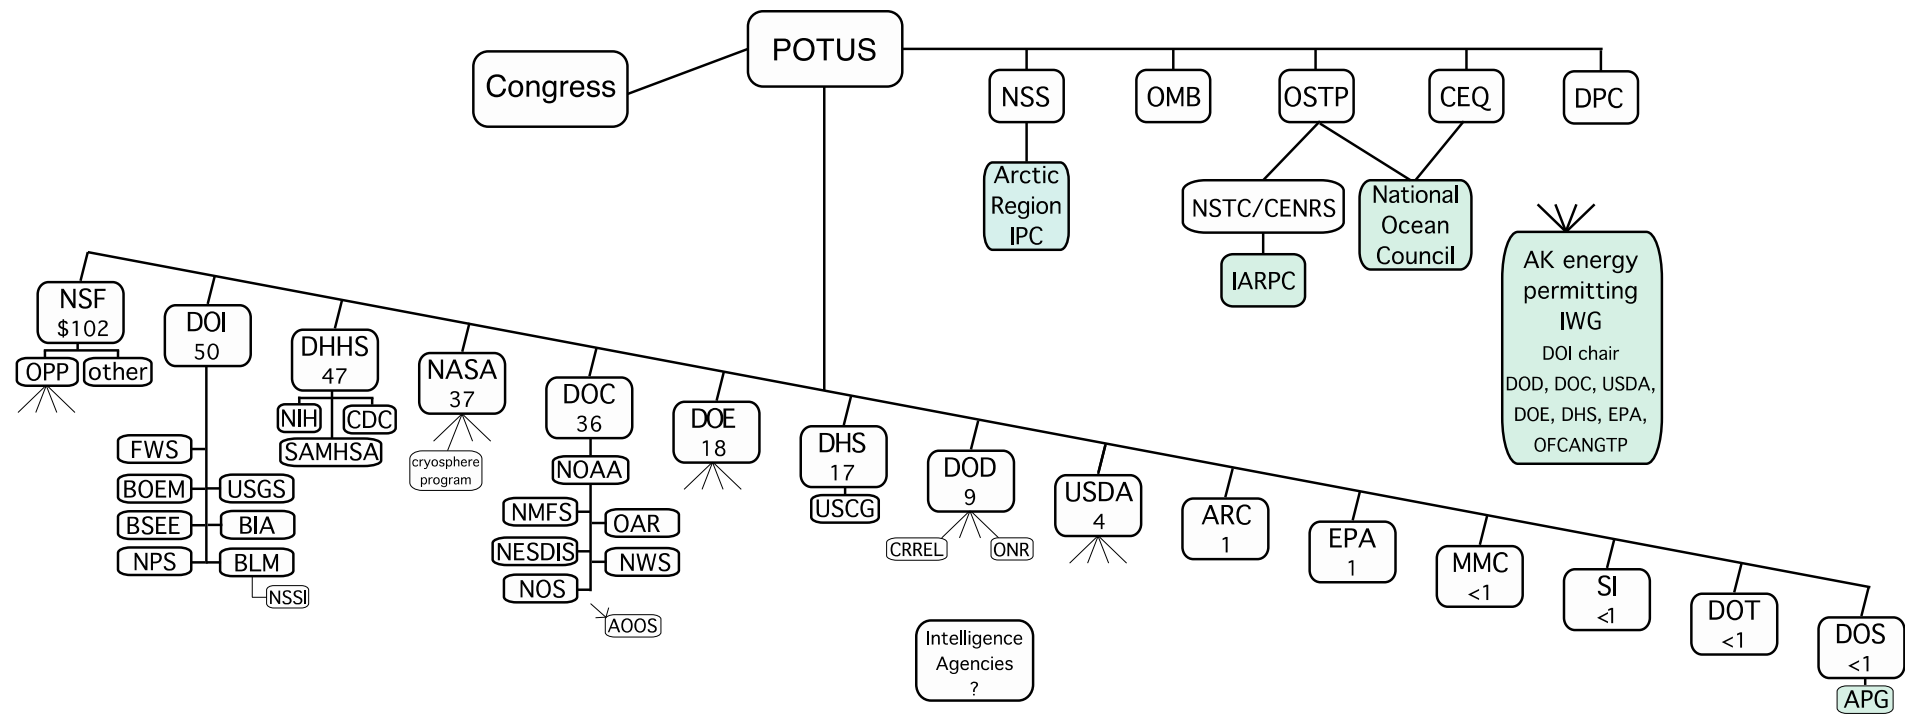 POTUS
Congress
NSS
OMB
OSTP
CEQ
DPC
Arctic
Region
IPC
NSTC/CENRS
National
Ocean
Council
IARPC
AK energy
permitting
IWG
DOI chair
DOD, DOC, USDA,
DOE, DHS, EPA,
OFCANGTP
NSF
$102
OPP
other
DOI
50
FWS
BOEM
USGS
BSEE
BIA
NPS
BLM
NSSI
DHHS
47
NIH
CDC
SAMHSA
NASA
37
cryosphere
program
DOC
36
NOAA
NMFS
OAR
NESDIS
NWS
NOS
AOOS
DOE
18
DHS
17
USCG
DOD
9
CRREL
ONR
USDA
4
ARC
1
EPA
1
MMC
<1
SI
<1
DOT
<1
DOS
<1
APG
Intelligence
Agencies
?